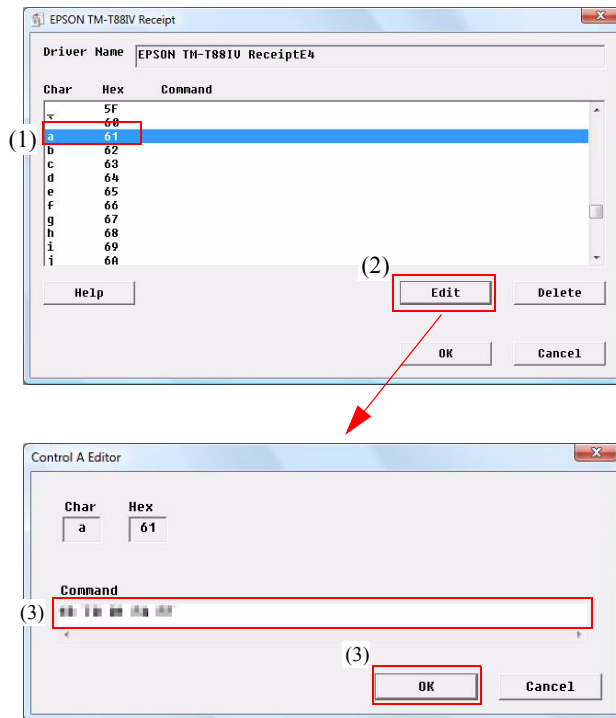 EPSON TM-T88IV Receipt
Driver Name EPSON TM-T88IV ReceiptE4
Char Hex Command
_ 5F
60
(1)
a 61
b 62
c 63
d 64
e 65
f 66
g 67
h 68
i 69
j 6A
(2)
Help Edit Delete
OK Cancel
Control A Editor
Char Hex
a 61
Command
(3)
(3)
OK Cancel